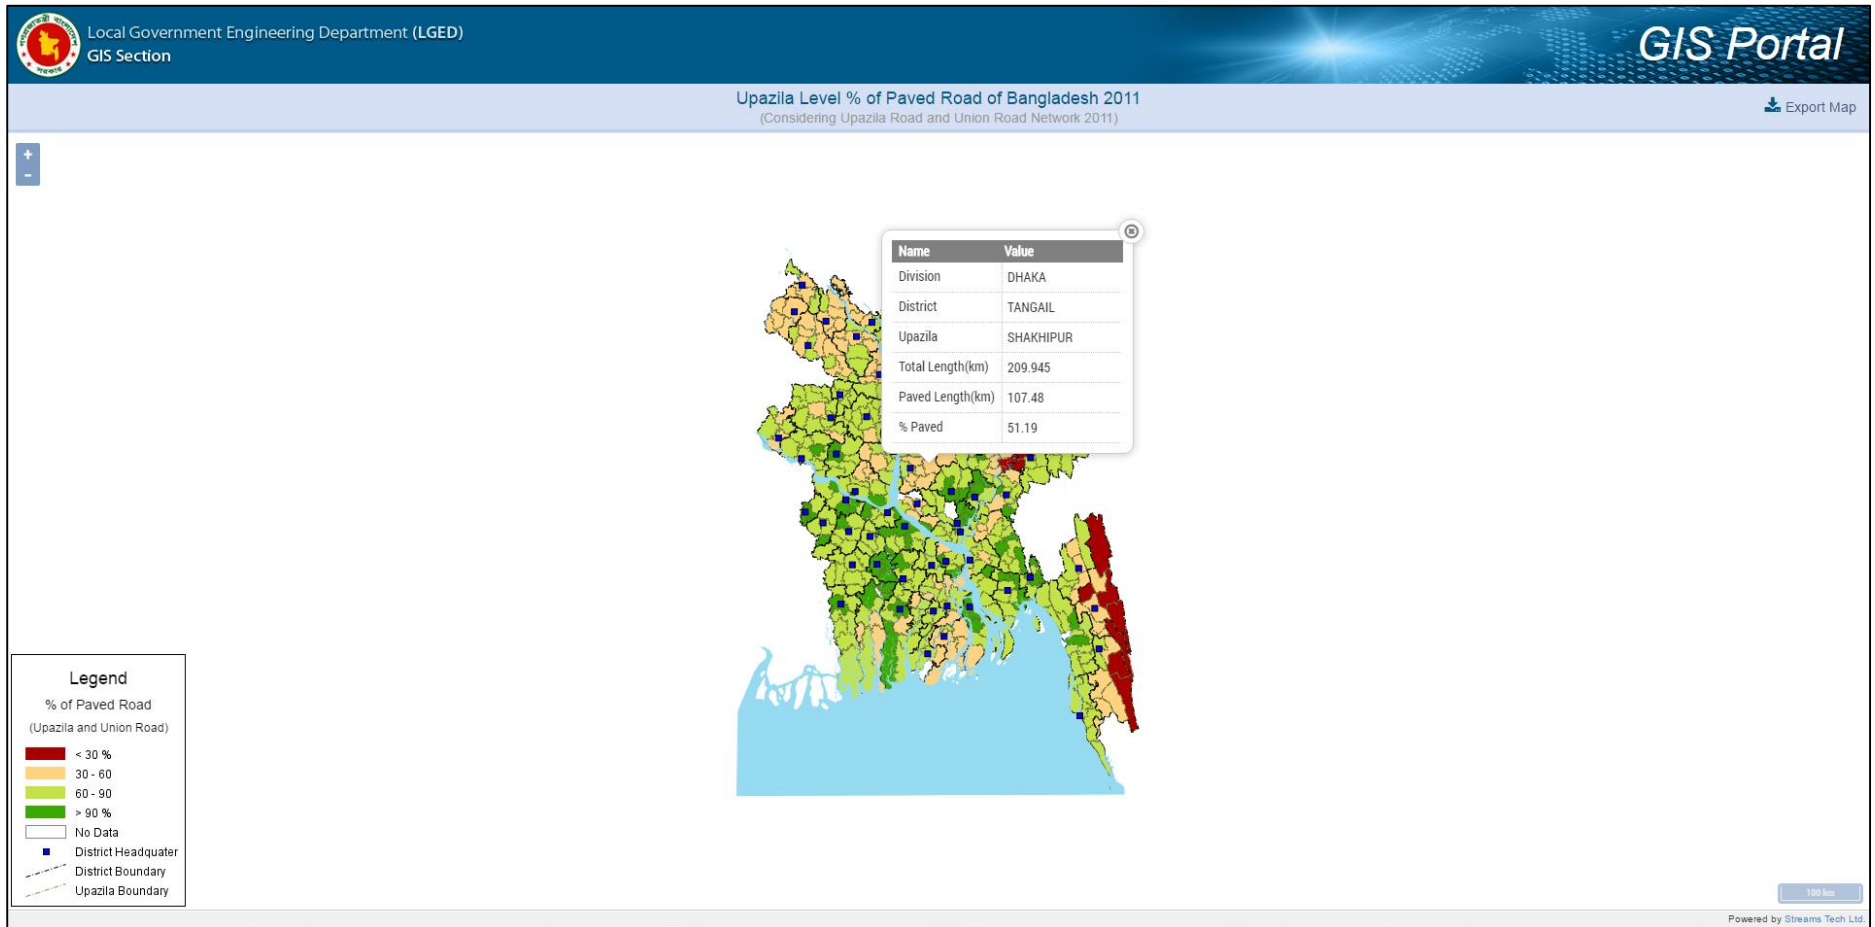 Local Government Engineering Department (LGED)
GIS Section
GIS Portal
Upazila Level % of Paved Road of Bangladesh 2011
(Considering Upazila Road and Union Road Network 2011)
Export Map
+
-
Name Value
Division DHAKA
District TANGAIL
Upazila SHAKHIPUR
Total Length(km) 209.945
Paved Length(km) 107.48
% Paved 51.19
Legend
% of Paved Road
(Upazila and Union Road)
< 30 %
30 - 60
60 - 90
> 90 %
No Data
District Headquater
District Boundary
Upazila Boundary
100 km
Powered by Streams Tech Ltd.